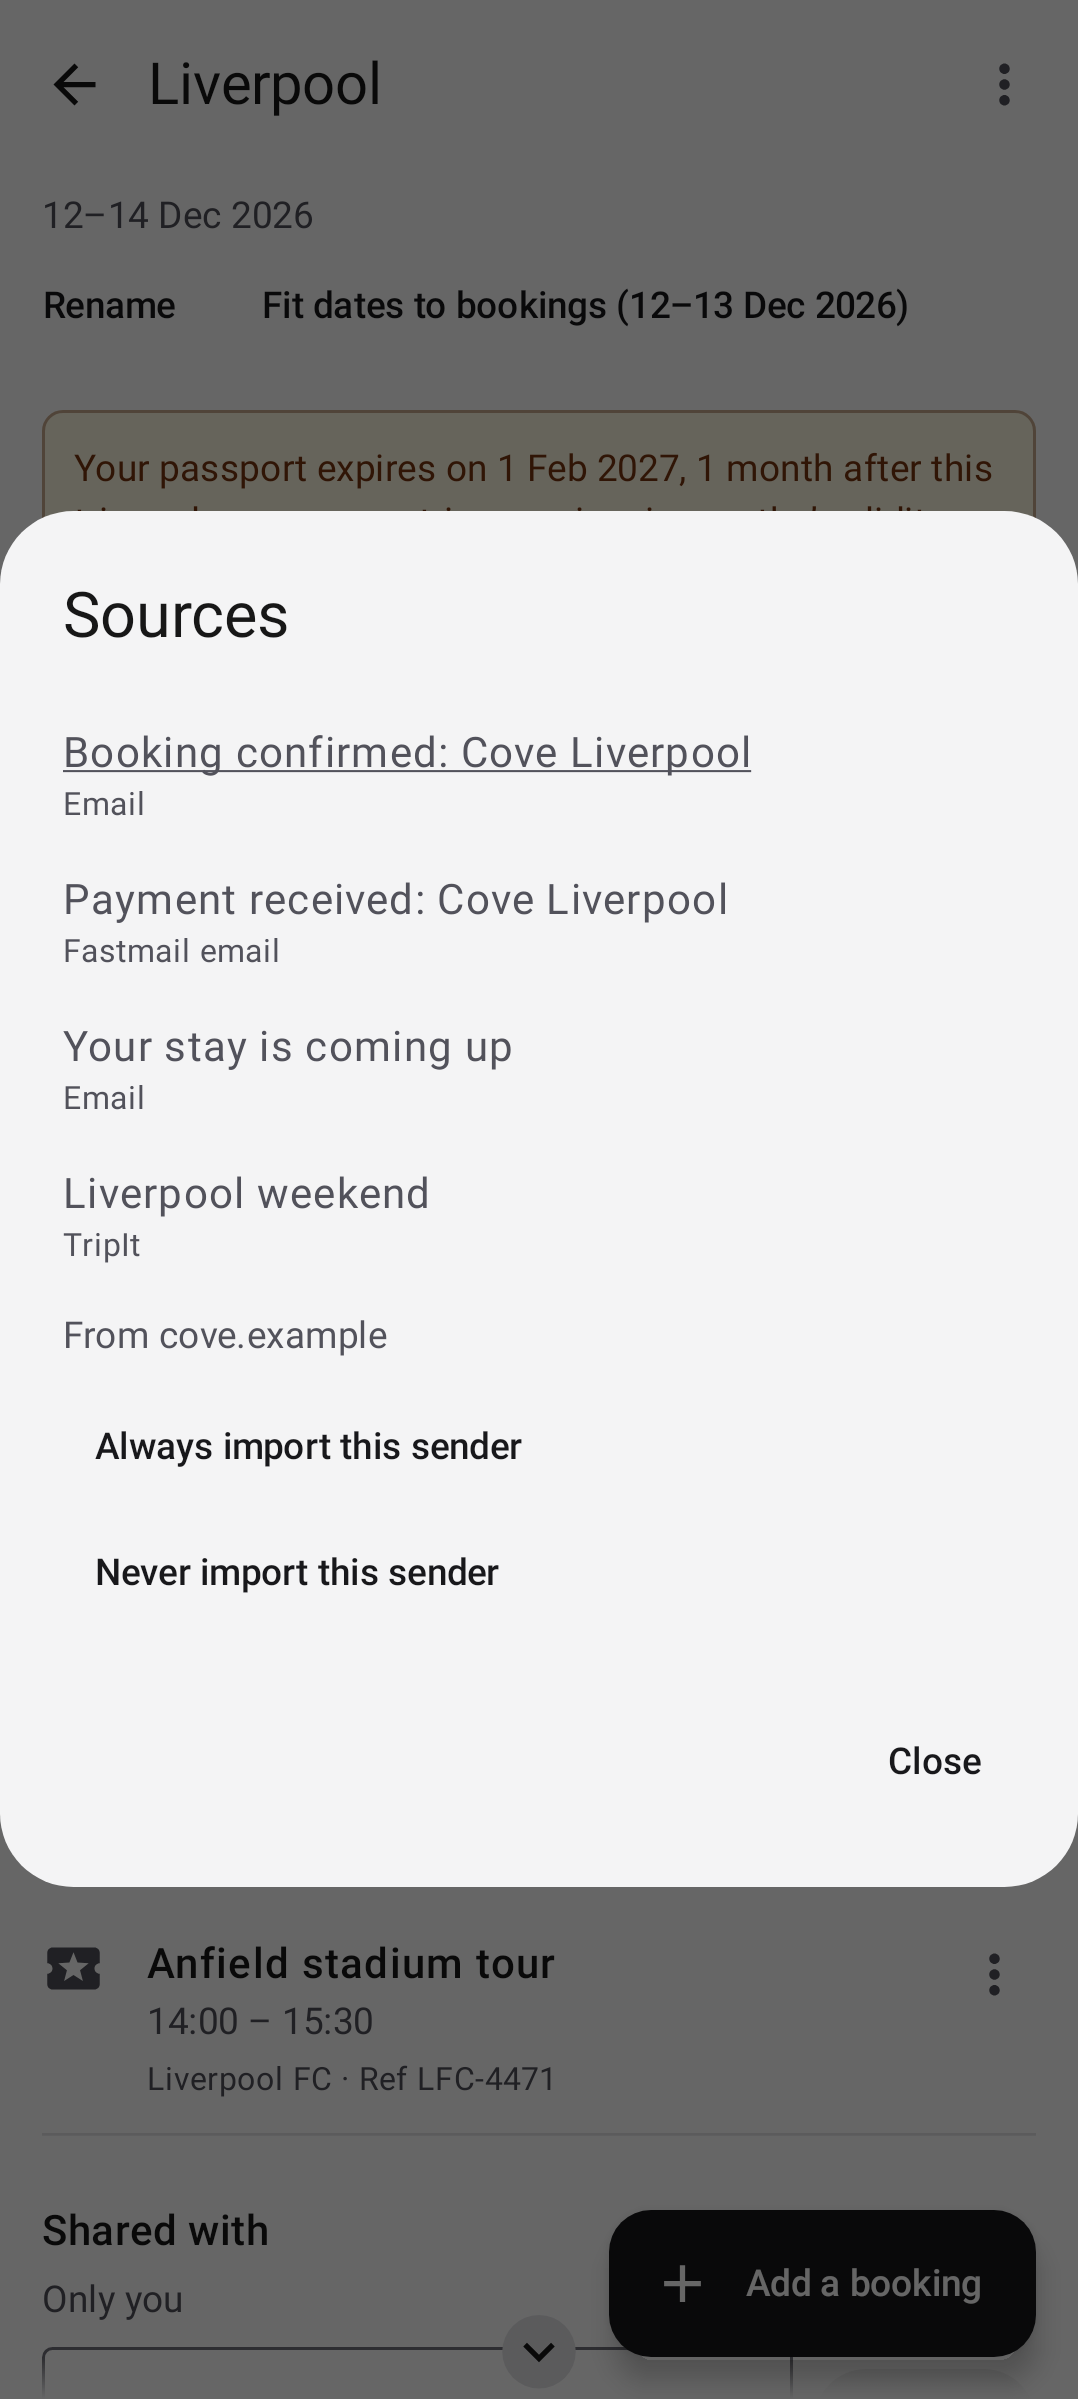 Liverpool
12–14 Dec 2026
Rename Fit dates to bookings (12–13 Dec 2026)
Your passport expires on 1 Feb 2027, 1 month after this
Sources
Booking confirmed: Cove Liverpool
Email
Payment received: Cove Liverpool
Fastmail email
Your stay is coming up
Email
Liverpool weekend
TripIt
From cove.example
Always import this sender
Never import this sender
Close
Anfield stadium tour
14:00 – 15:30
Liverpool FC · Ref LFC-4471
Shared with
Only you
Add a booking